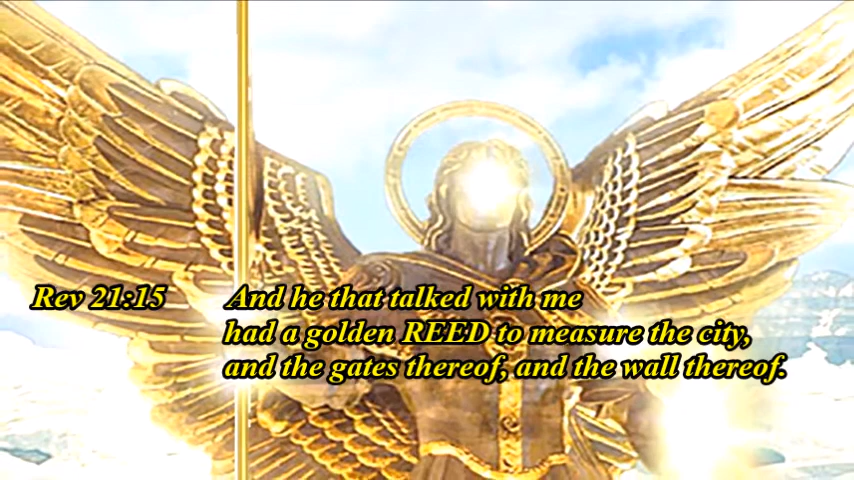 Rev 21:15 And he that talked with me
had a golden REED to measure the city,
and the gates thereof, and the wall thereof.